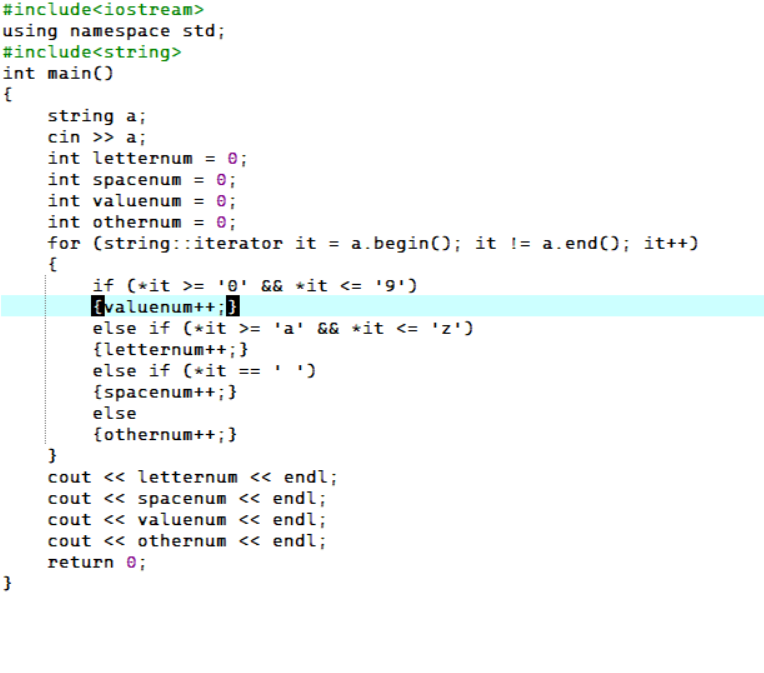 #include<iostream>
using namespace std;
#include<string>
int main()
{
    string a;
    cin >> a;
    int letternum = 0;
    int spacenum = 0;
    int valuenum = 0;
    int othernum = 0;
    for (string::iterator it = a.begin(); it != a.end(); it++)
    {
        if (*it >= '0' && *it <= '9')
        {valuenum++;}
        else if (*it >= 'a' && *it <= 'z')
        {letternum++;}
        else if (*it == ' ')
        {spacenum++;}
        else
        {othernum++;}
    }
    cout << letternum << endl;
    cout << spacenum << endl;
    cout << valuenum << endl;
    cout << othernum << endl;
    return 0;
}